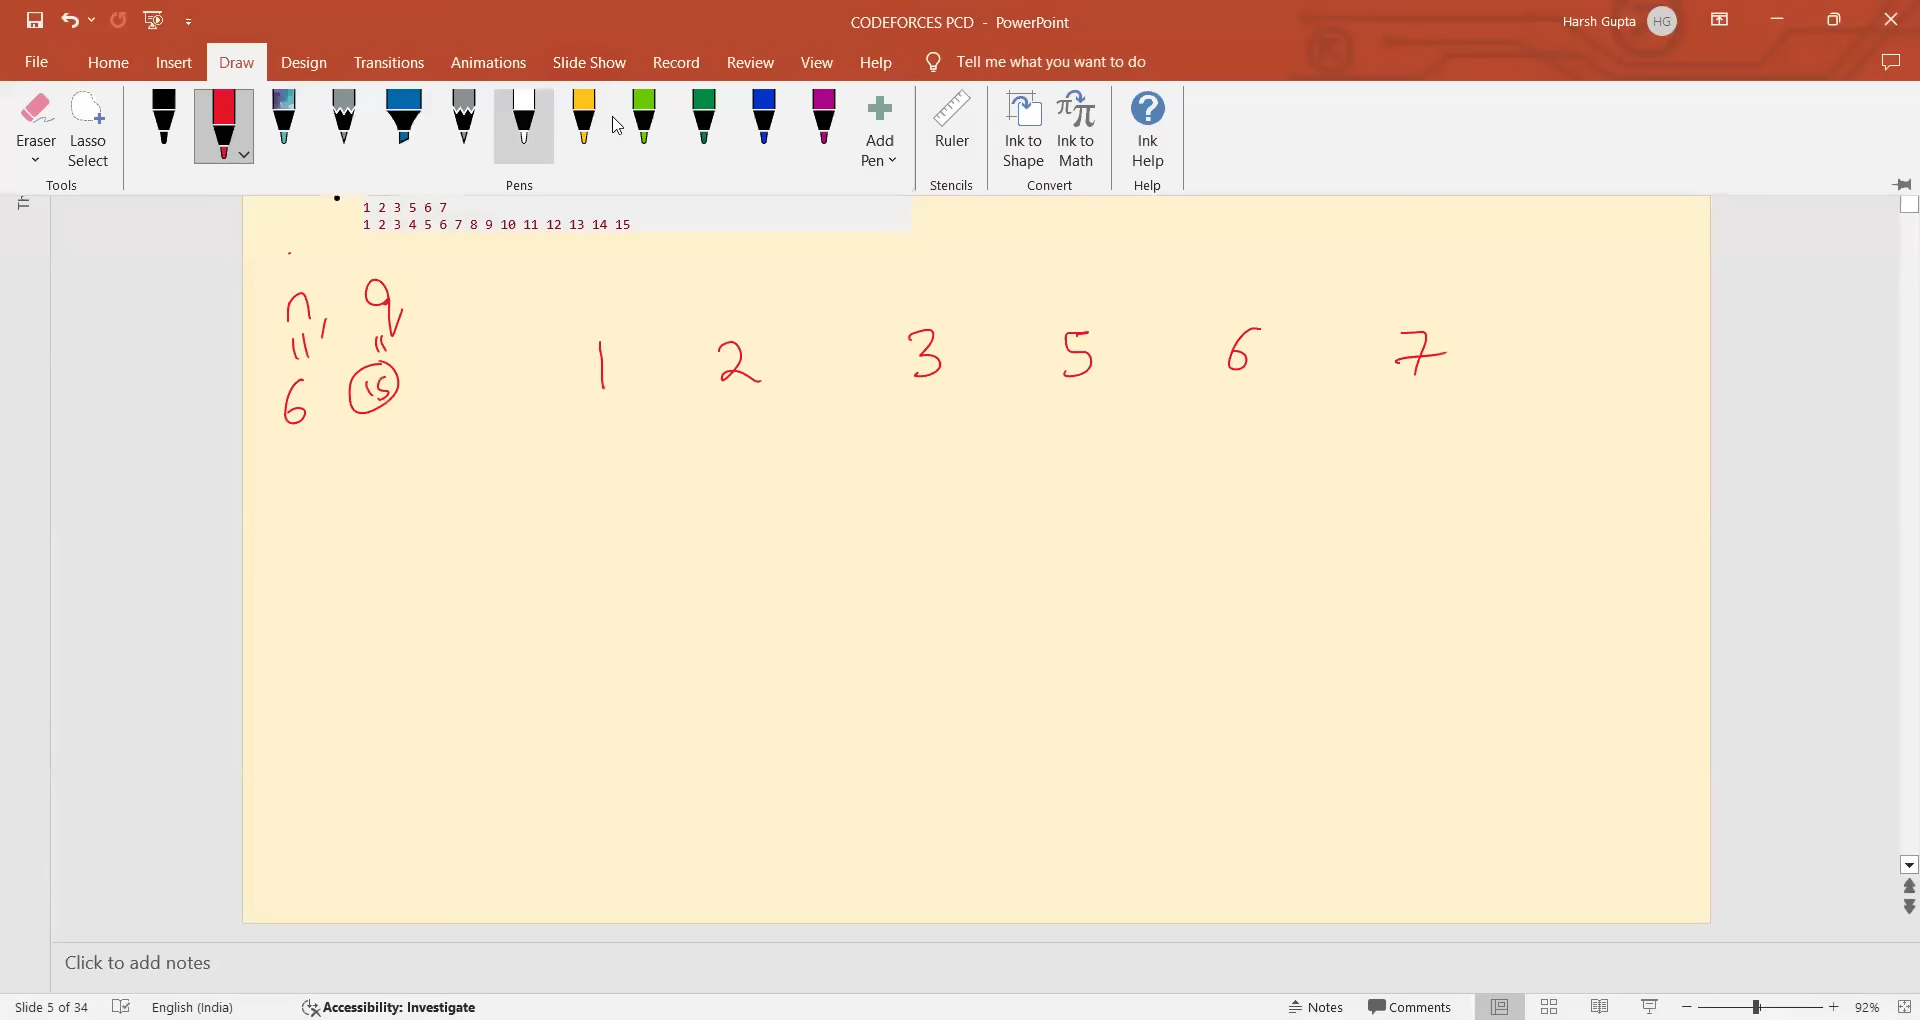 CODEFORCES PCD - PowerPoint
Harsh Gupta HG
File Home Insert Draw Design Transitions Animations Slide Show Record Review View Help Tell me what you want to do
Eraser
Lasso Select
Add Pen
Ruler
Ink to Shape
Ink to Math
Ink Help
Tools Pens Stencils Convert Help
1 2 3 5 6 7
1 2 3 4 5 6 7 8 9 10 11 12 13 14 15
n, q
6 15
1 2 3 5 6 7
Click to add notes
Slide 5 of 34 English (India) Accessibility: Investigate Notes Comments 92%